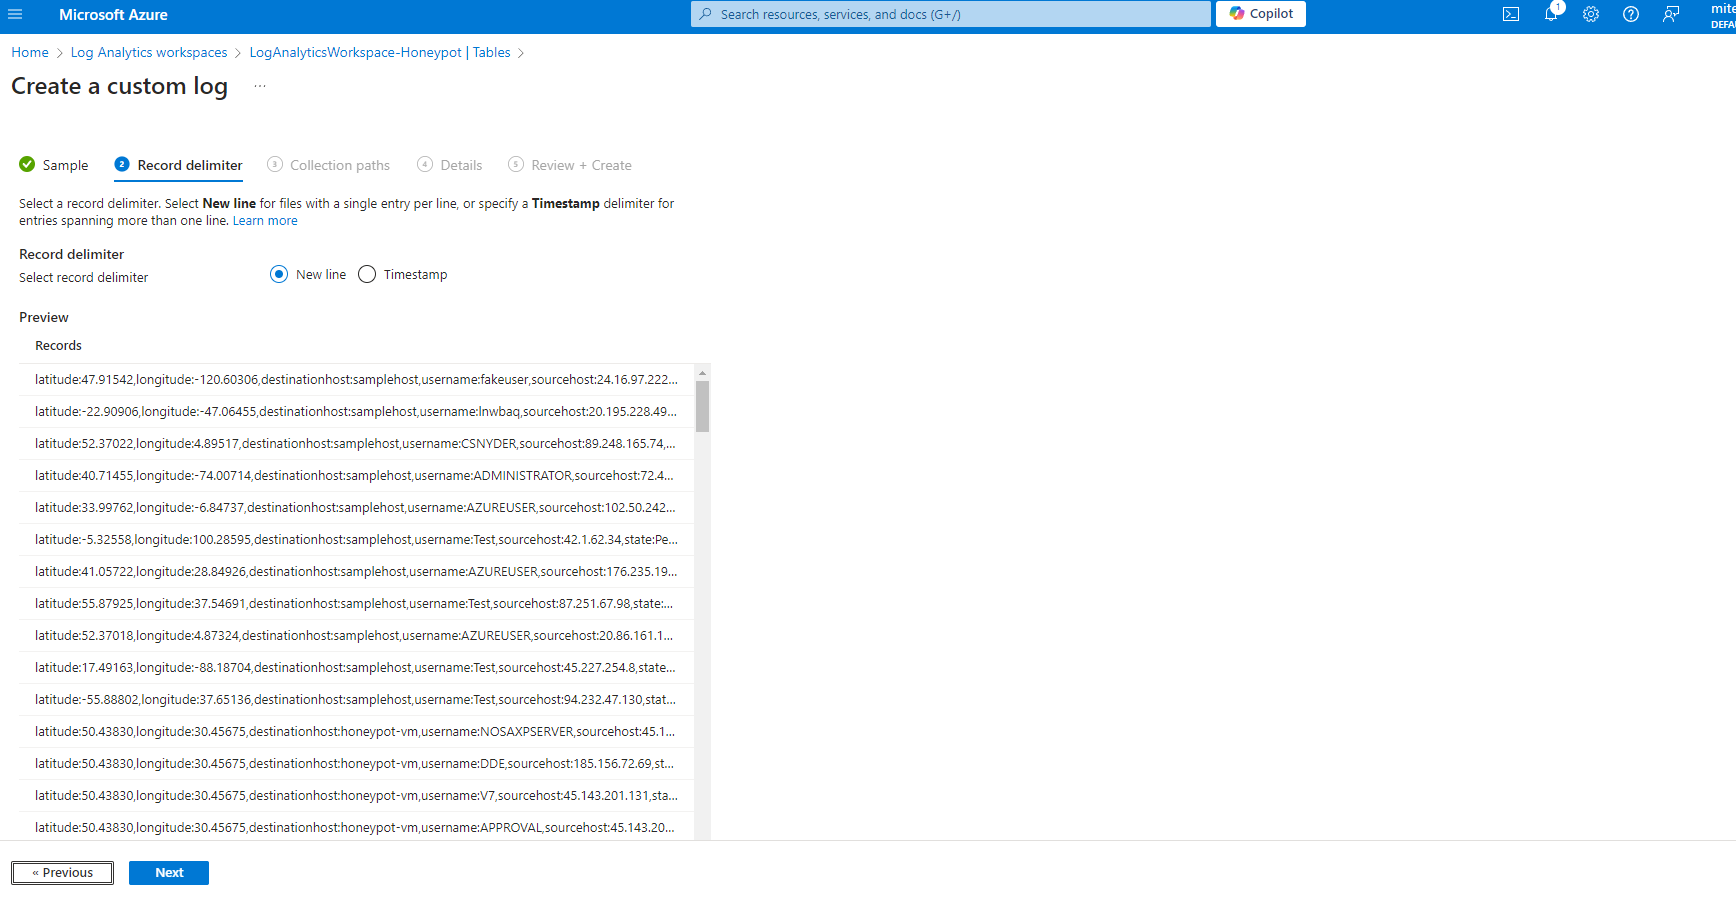 Microsoft Azure
Search resources, services, and docs (G+/)
Copilot
1
Home > Log Analytics workspaces > LogAnalyticsWorkspace-Honeypot | Tables >
Create a custom log ...
Sample
2 Record delimiter
3 Collection paths
4 Details
5 Review + Create
Select a record delimiter. Select New line for files with a single entry per line, or specify a Timestamp delimiter for
entries spanning more than one line. Learn more
Record delimiter
Select record delimiter
New line
Timestamp
Preview
Records
latitude:47.91542,longitude:-120.60306,destinationhost:samplehost,username:fakeuser,sourcehost:24.16.97.222...
latitude:-22.90906,longitude:-47.06455,destinationhost:samplehost,username:lnwbaq,sourcehost:20.195.228.49...
latitude:52.37022,longitude:4.89517,destinationhost:samplehost,username:CSNYDER,sourcehost:89.248.165.74,...
latitude:40.71455,longitude:-74.00714,destinationhost:samplehost,username:ADMINISTRATOR,sourcehost:72.4...
latitude:33.99762,longitude:-6.84737,destinationhost:samplehost,username:AZUREUSER,sourcehost:102.50.242...
latitude:-5.32558,longitude:100.28595,destinationhost:samplehost,username:Test,sourcehost:42.1.62.34,state:Pe...
latitude:41.05722,longitude:28.84926,destinationhost:samplehost,username:AZUREUSER,sourcehost:176.235.19...
latitude:55.87925,longitude:37.54691,destinationhost:samplehost,username:Test,sourcehost:87.251.67.98,state:...
latitude:52.37018,longitude:4.87324,destinationhost:samplehost,username:AZUREUSER,sourcehost:20.86.161.1...
latitude:17.49163,longitude:-88.18704,destinationhost:samplehost,username:Test,sourcehost:45.227.254.8,state...
latitude:-55.88802,longitude:37.65136,destinationhost:samplehost,username:Test,sourcehost:94.232.47.130,stat...
latitude:50.43830,longitude:30.45675,destinationhost:honeypot-vm,username:NOSAXPSERVER,sourcehost:45.1...
latitude:50.43830,longitude:30.45675,destinationhost:honeypot-vm,username:DDE,sourcehost:185.156.72.69,st...
latitude:50.43830,longitude:30.45675,destinationhost:honeypot-vm,username:V7,sourcehost:45.143.201.131,sta...
latitude:50.43830,longitude:30.45675,destinationhost:honeypot-vm,username:APPROVAL,sourcehost:45.143.20...
« Previous
Next